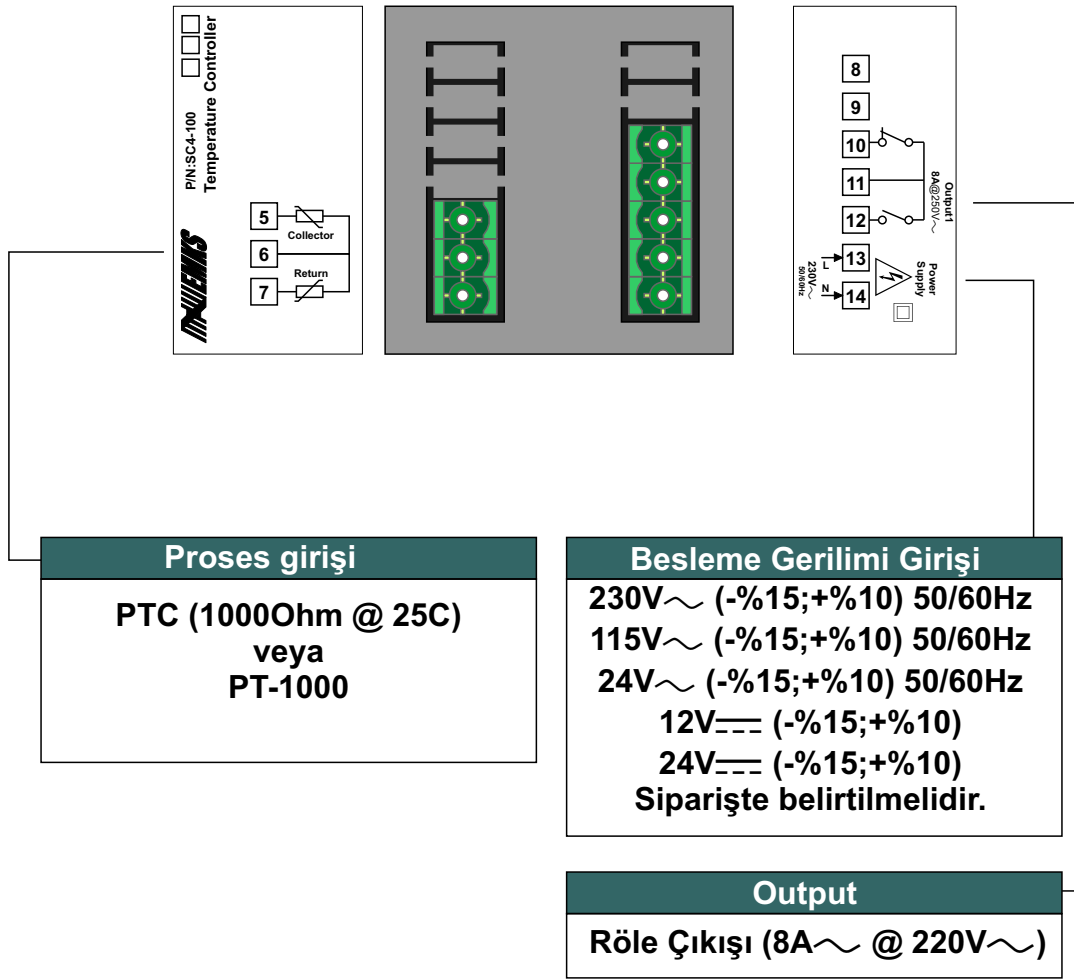 P/N:SC4-100
Temperature Controller
5
Collector
6
Return
7
8
9
10
11
12
13
14
Output1
8A@250V～
Power
Supply
L
N
230V～
50/60Hz
Proses girişi
PTC (1000Ohm @ 25C)
veya
PT-1000
Besleme Gerilimi Girişi
230V～ (-%15;+%10) 50/60Hz
115V～ (-%15;+%10) 50/60Hz
24V～ (-%15;+%10) 50/60Hz
12V⎓ (-%15;+%10)
24V⎓ (-%15;+%10)
Siparişte belirtilmelidir.
Output
Röle Çıkışı (8A～ @ 220V～)